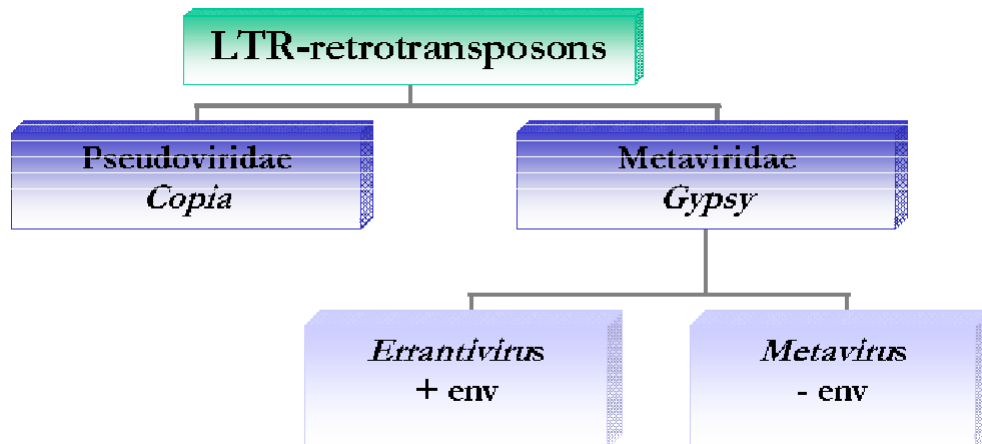 LTR-retrotransposons
Pseudoviridae
Copia
Metaviridae
Gypsy
Errantivirus
+ env
Metavirus
- env